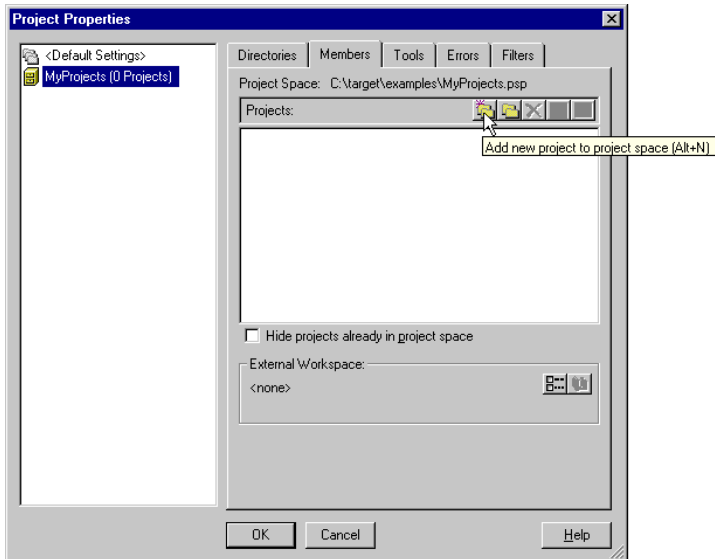 Project Properties
<Default Settings>
MyProjects (0 Projects)
Directories
Members
Tools
Errors
Filters
Project Space: C:\target\examples\MyProjects.psp
Projects:
Add new project to project space (Alt+N)
Hide projects already in project space
External Workspace:
<none>
OK
Cancel
Help